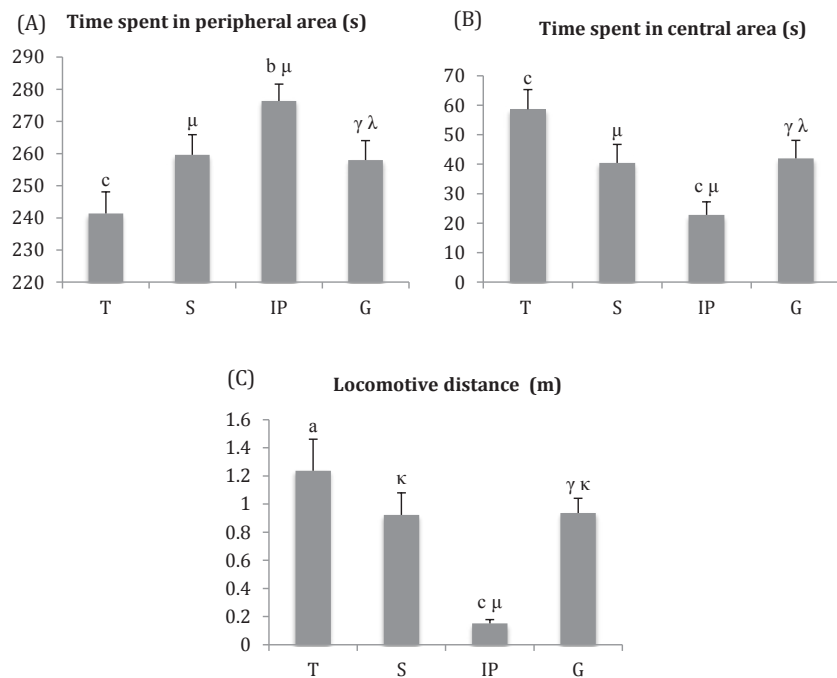 (A) Time spent in peripheral area (s)
290
280
270
260
250
240
230
220
c
μ
b μ
γ λ
T S IP G
(B) Time spent in central area (s)
70
60
50
40
30
20
10
0
c
μ
c μ
γ λ
T S IP G
(C) Locomotive distance (m)
1.6
1.4
1.2
1
0.8
0.6
0.4
0.2
0
a
κ
c μ
γ κ
T S IP G